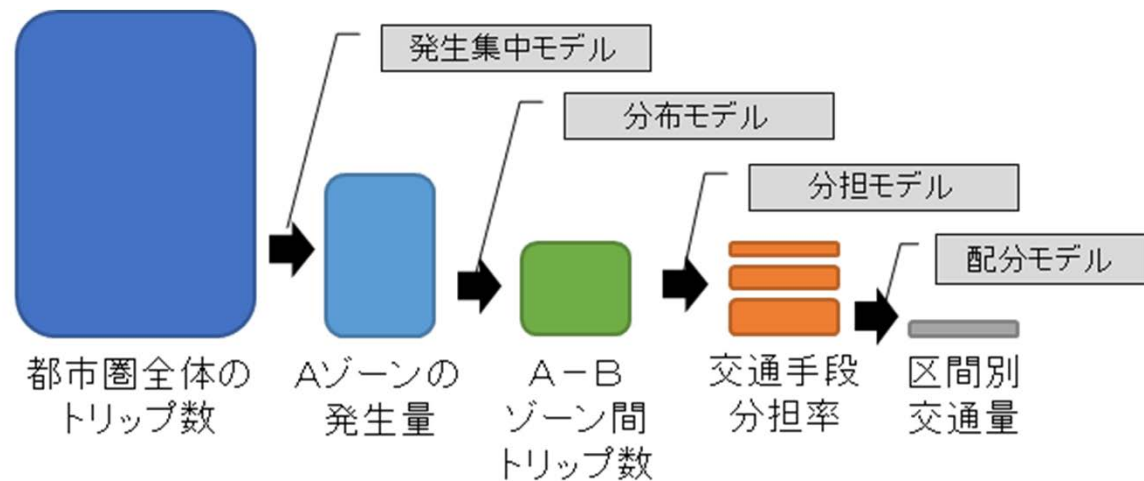 発生集中モデル
分布モデル
分担モデル
配分モデル
都市圏全体の
トリップ数
Aゾーンの
発生量
A－B
ゾーン間
トリップ数
交通手段
分担率
区間別
交通量